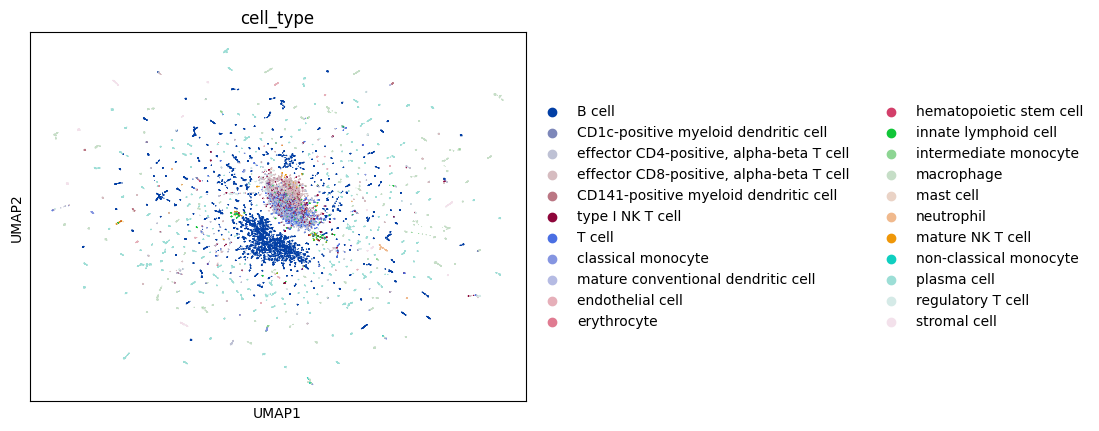 cell_type
UMAP2
UMAP1
B cell
CD1c-positive myeloid dendritic cell
effector CD4-positive, alpha-beta T cell
effector CD8-positive, alpha-beta T cell
CD141-positive myeloid dendritic cell
type I NK T cell
T cell
classical monocyte
mature conventional dendritic cell
endothelial cell
erythrocyte
hematopoietic stem cell
innate lymphoid cell
intermediate monocyte
macrophage
mast cell
neutrophil
mature NK T cell
non-classical monocyte
plasma cell
regulatory T cell
stromal cell